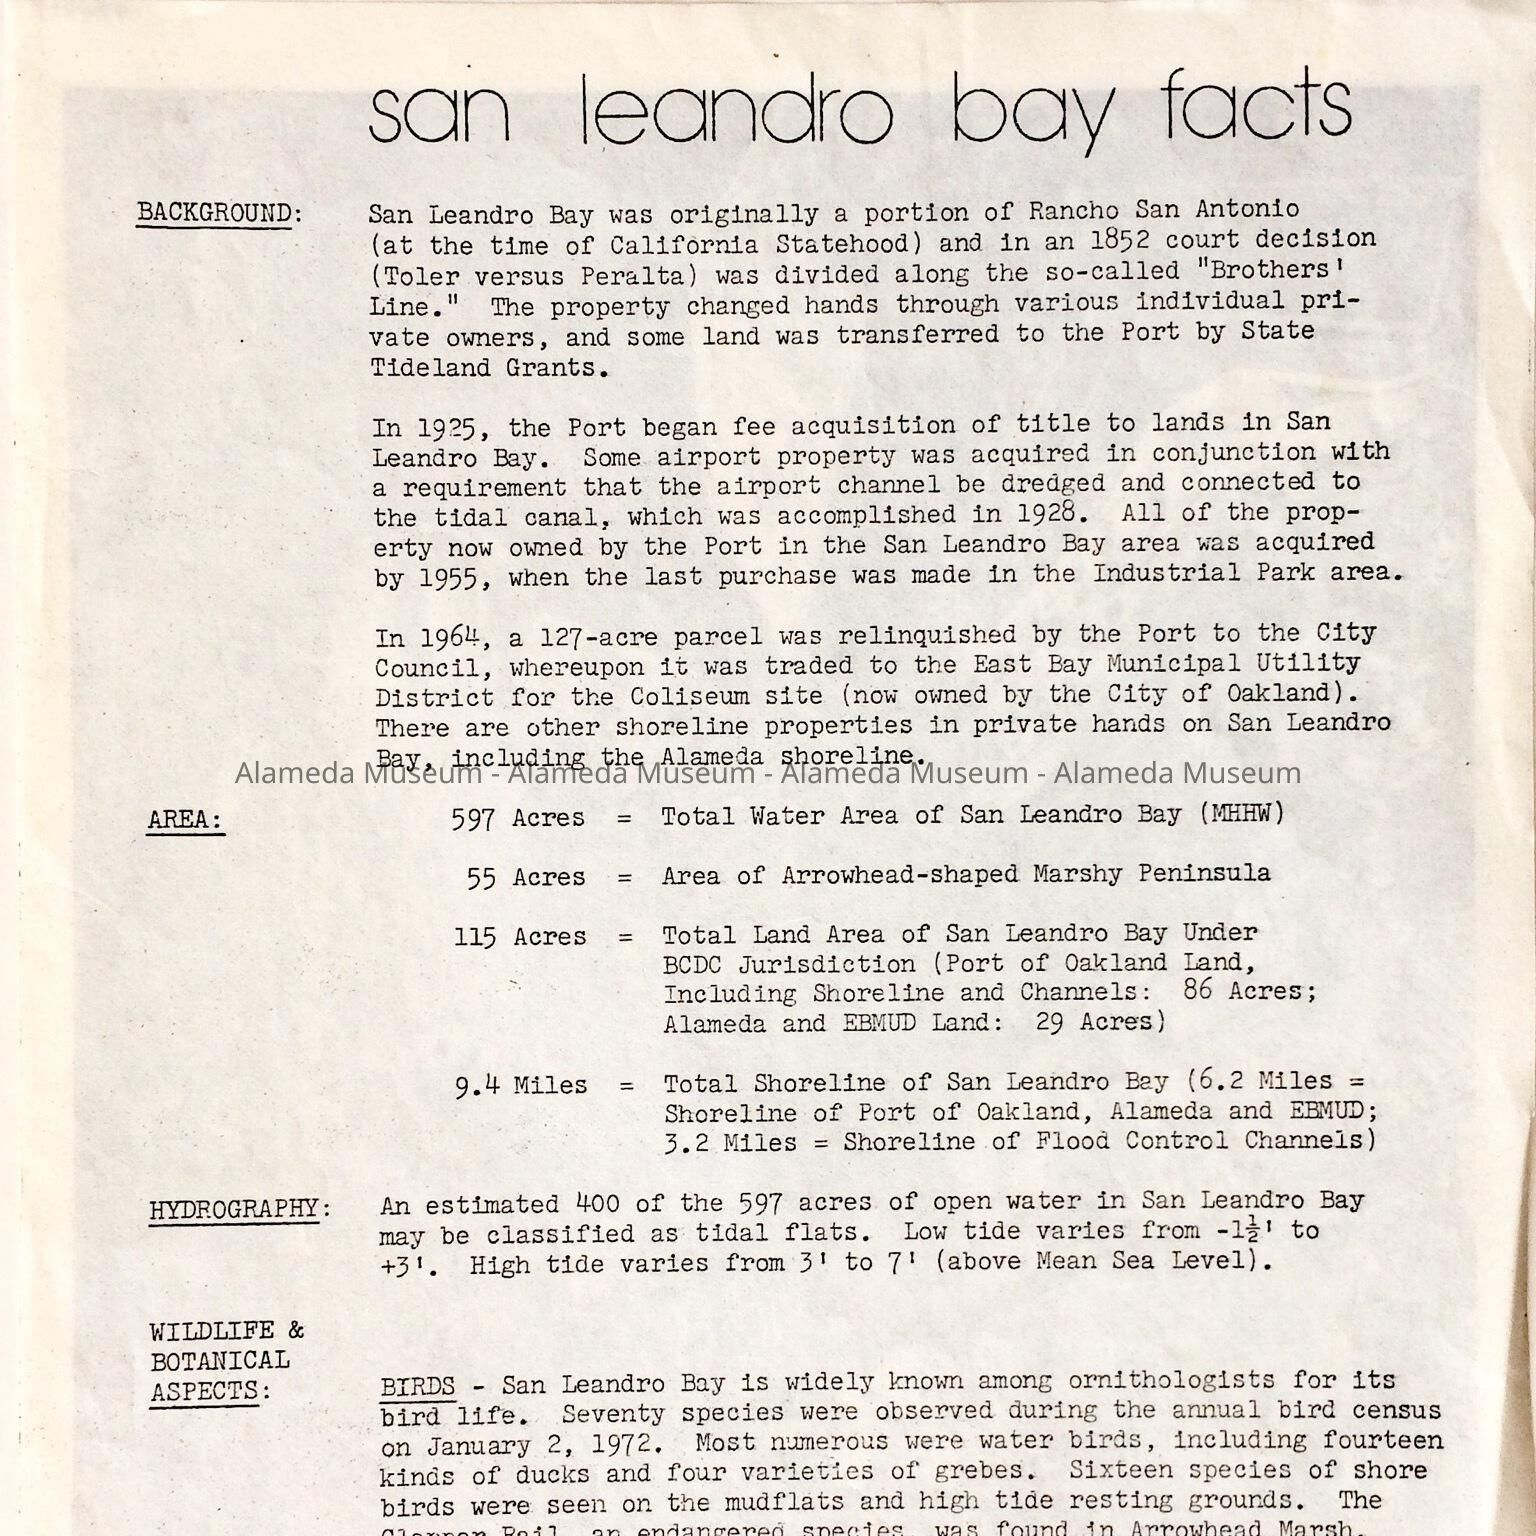 san leandro bay facts
BACKGROUND: San Leandro Bay was originally a portion of Rancho San Antonio
(at the time of California Statehood) and in an 1852 court decision
(Toler versus Peralta) was divided along the so-called "Brothers'
Line." The property changed hands through various individual pri-
vate owners, and some land was transferred to the Port by State
Tideland Grants.
In 1925, the Port began fee acquisition of title to lands in San
Leandro Bay. Some airport property was acquired in conjunction with
a requirement that the airport channel be dredged and connected to
the tidal canal, which was accomplished in 1928. All of the prop-
erty now owned by the Port in the San Leandro Bay area was acquired
by 1955, when the last purchase was made in the Industrial Park area.
In 1964, a 127-acre parcel was relinquished by the Port to the City
Council, whereupon it was traded to the East Bay Municipal Utility
District for the Coliseum site (now owned by the City of Oakland).
There are other shoreline properties in private hands on San Leandro
Bay, including the Alameda shoreline.
Alameda Museum - Alameda Museum - Alameda Museum - Alameda Museum
AREA: 597 Acres = Total Water Area of San Leandro Bay (MHHW)
55 Acres = Area of Arrowhead-shaped Marshy Peninsula
115 Acres = Total Land Area of San Leandro Bay Under
BCDC Jurisdiction (Port of Oakland Land,
Including Shoreline and Channels: 86 Acres;
Alameda and EBMUD Land: 29 Acres)
9.4 Miles = Total Shoreline of San Leandro Bay (6.2 Miles =
Shoreline of Port of Oakland, Alameda and EBMUD;
3.2 Miles = Shoreline of Flood Control Channels)
HYDROGRAPHY: An estimated 400 of the 597 acres of open water in San Leandro Bay
may be classified as tidal flats. Low tide varies from -1½' to
+3'. High tide varies from 3' to 7' (above Mean Sea Level).
WILDLIFE &
BOTANICAL
ASPECTS: BIRDS - San Leandro Bay is widely known among ornithologists for its
bird life. Seventy species were observed during the annual bird census
on January 2, 1972. Most numerous were water birds, including fourteen
kinds of ducks and four varieties of grebes. Sixteen species of shore
birds were seen on the mudflats and high tide resting grounds. The
Clapper Rail, an endangered species, was found in Arrowhead Marsh.